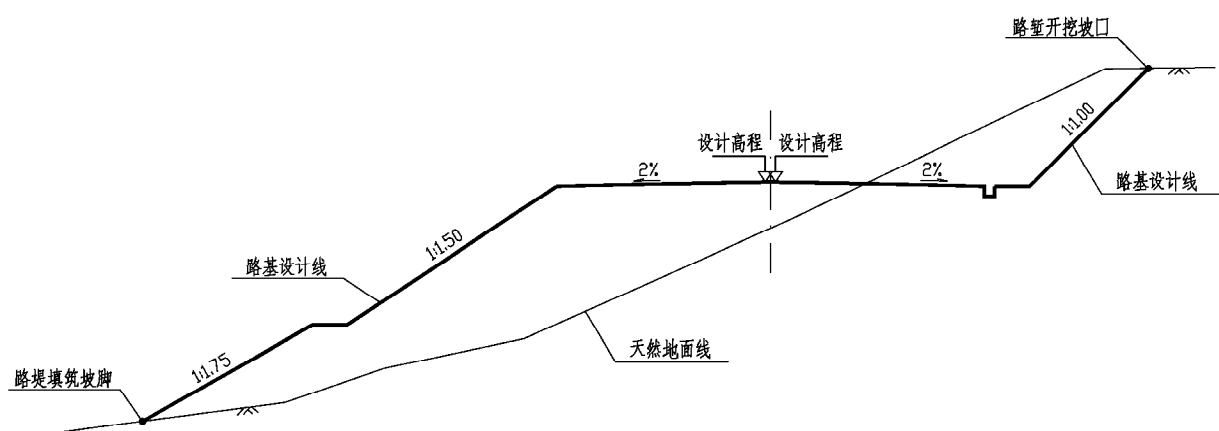 路堑开挖坡口
设计高程 设计高程
1:1.00
2%
2%
路基设计线
1:1.50
路基设计线
天然地面线
1:1.75
路堤填筑坡脚